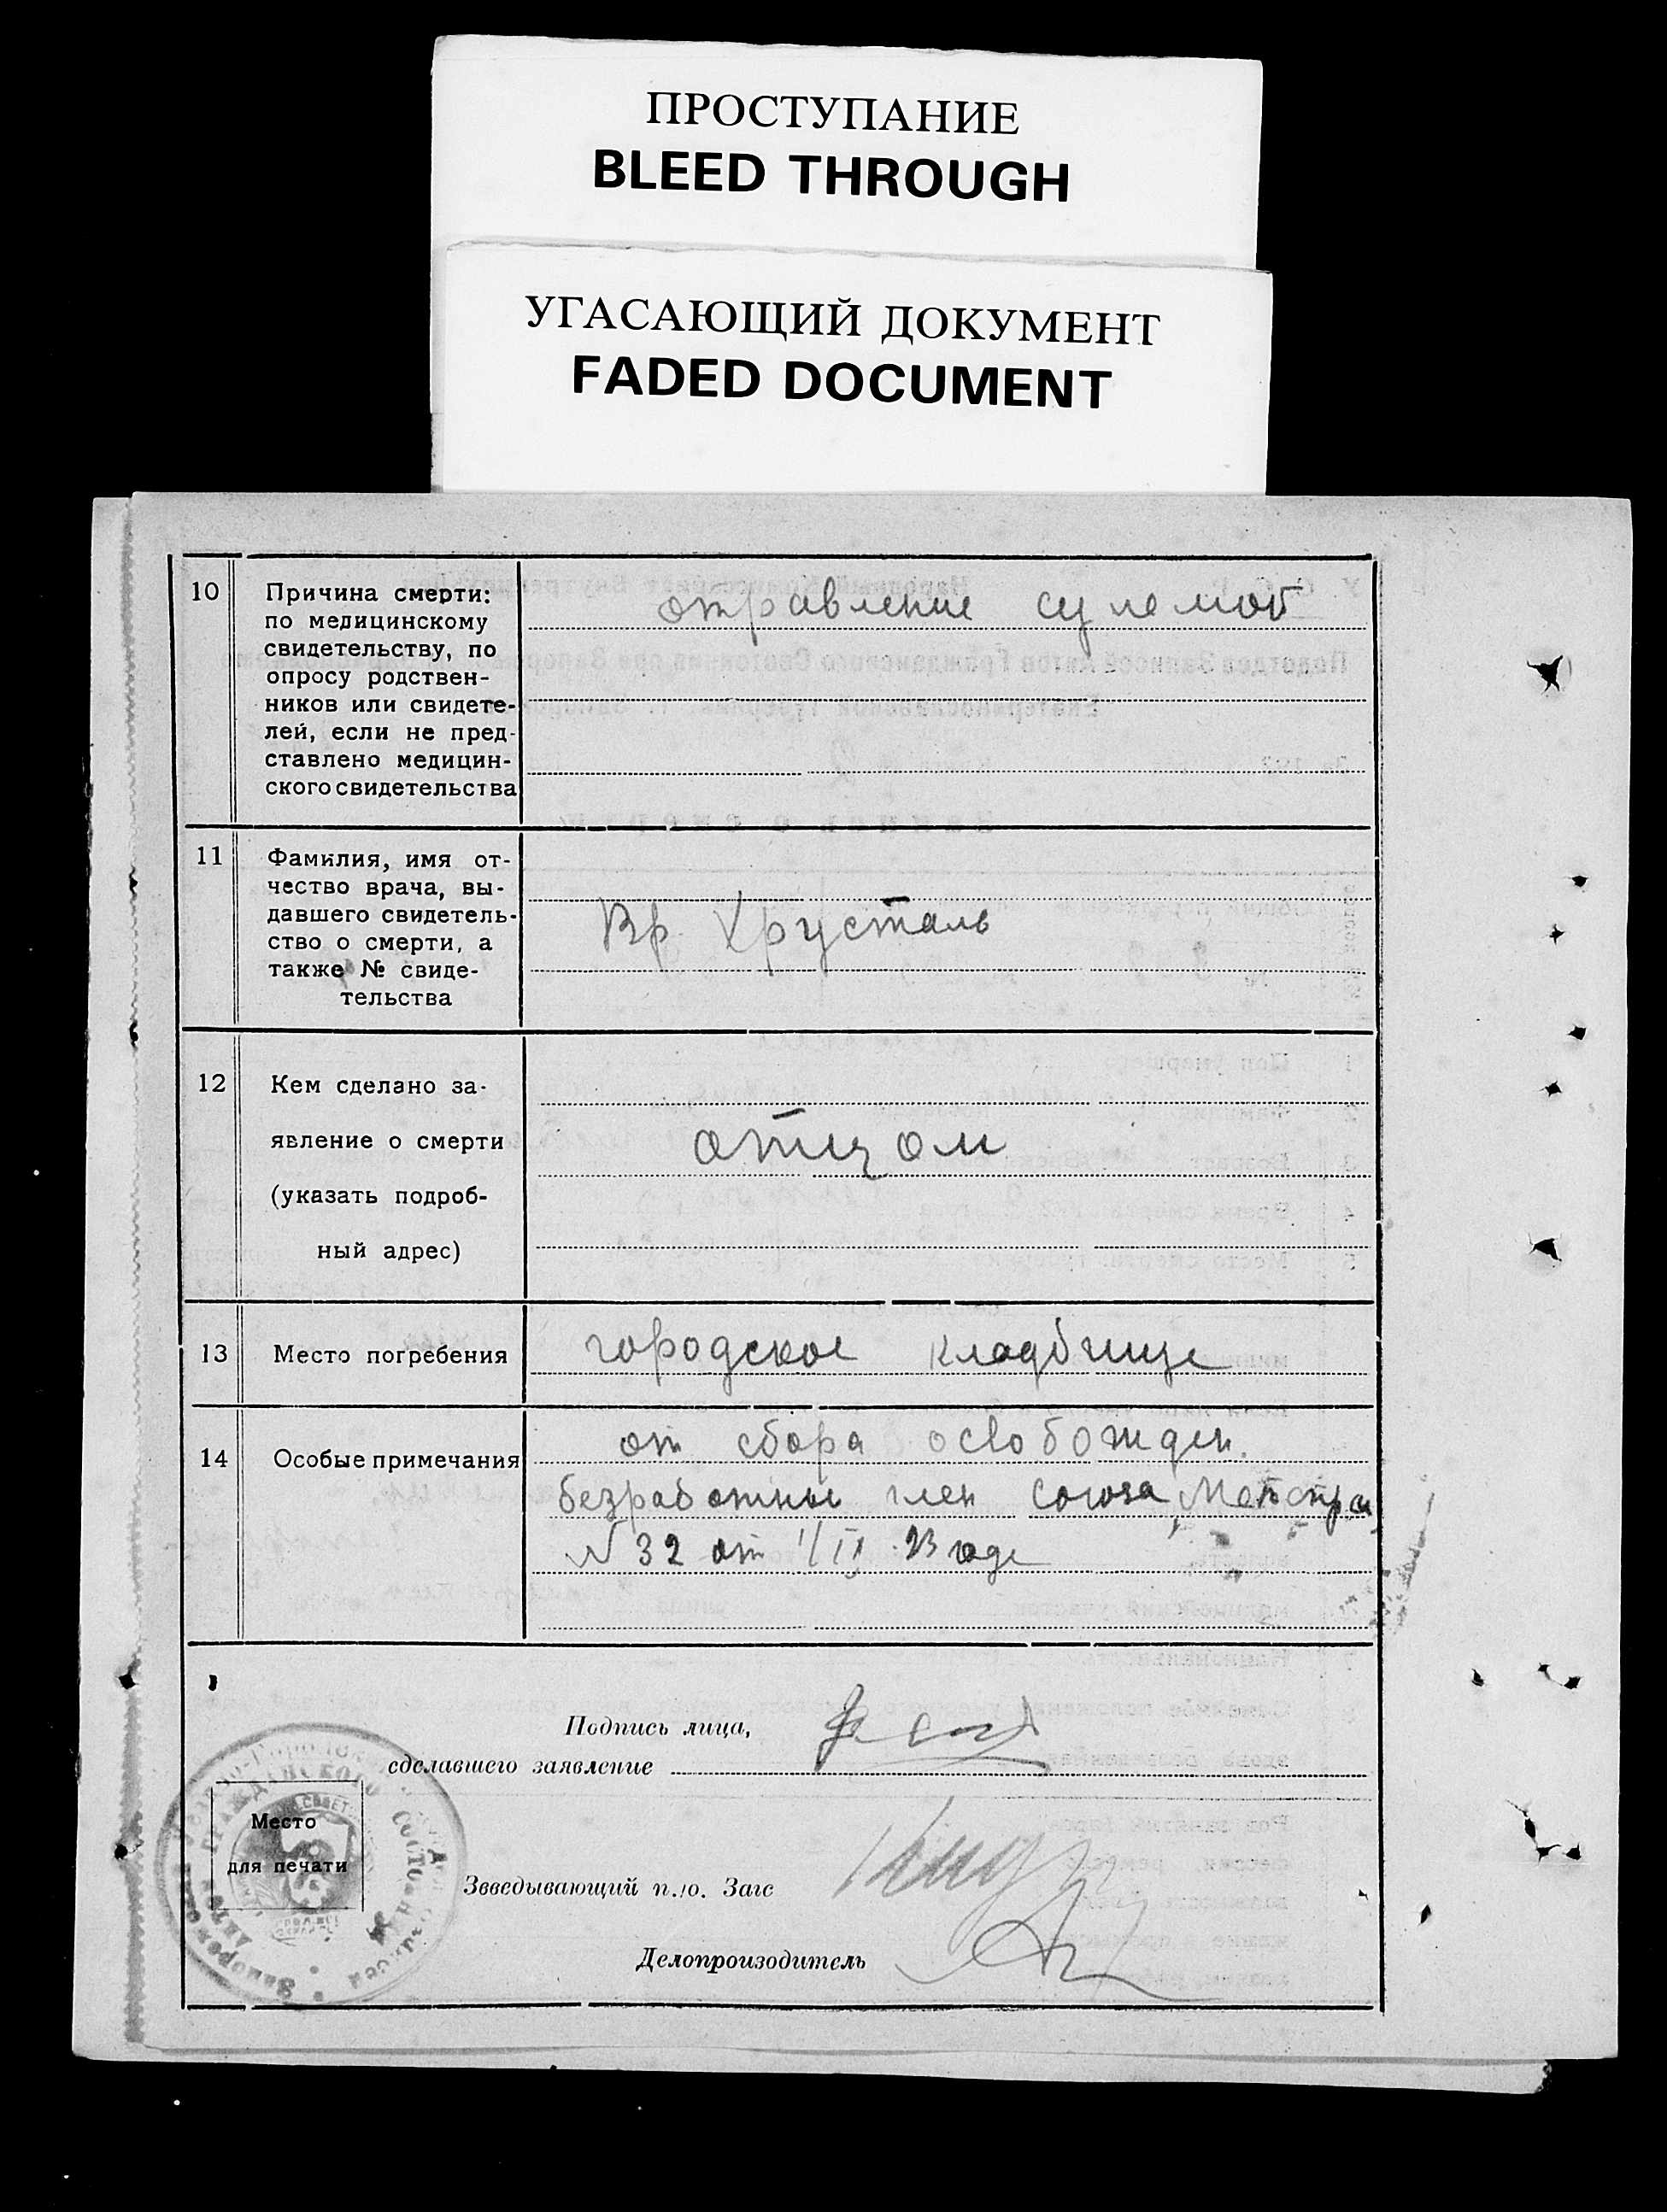 ПРОСТУПАНИЕ
BLEED THROUGH
УГАСАЮЩИЙ ДОКУМЕНТ
FADED DOCUMENT
10
Причина смерти:
по медицинскому
свидетельству, по
опросу родствен-
ников или свидете-
лей, если не пред-
ставлено медицин-
ского свидетельства
отравление сулемой
11
Фамилия, имя от-
чество врача, вы-
давшего свидетель-
ство о смерти, а
также № свиде-
тельства
Вр. Хрусталь
12
Кем сделано за-
явление о смерти
(указать подроб-
ный адрес)
отцом
13
Место погребения
городское кладбище
14
Особые примечания
от сбора освобожден.
безработный член союза
N 32 от 23 года
Подпись лица,
сделавшего заявление
Место
для печати
Зввсдывающий п.ю. Загс
Делопроизводитель